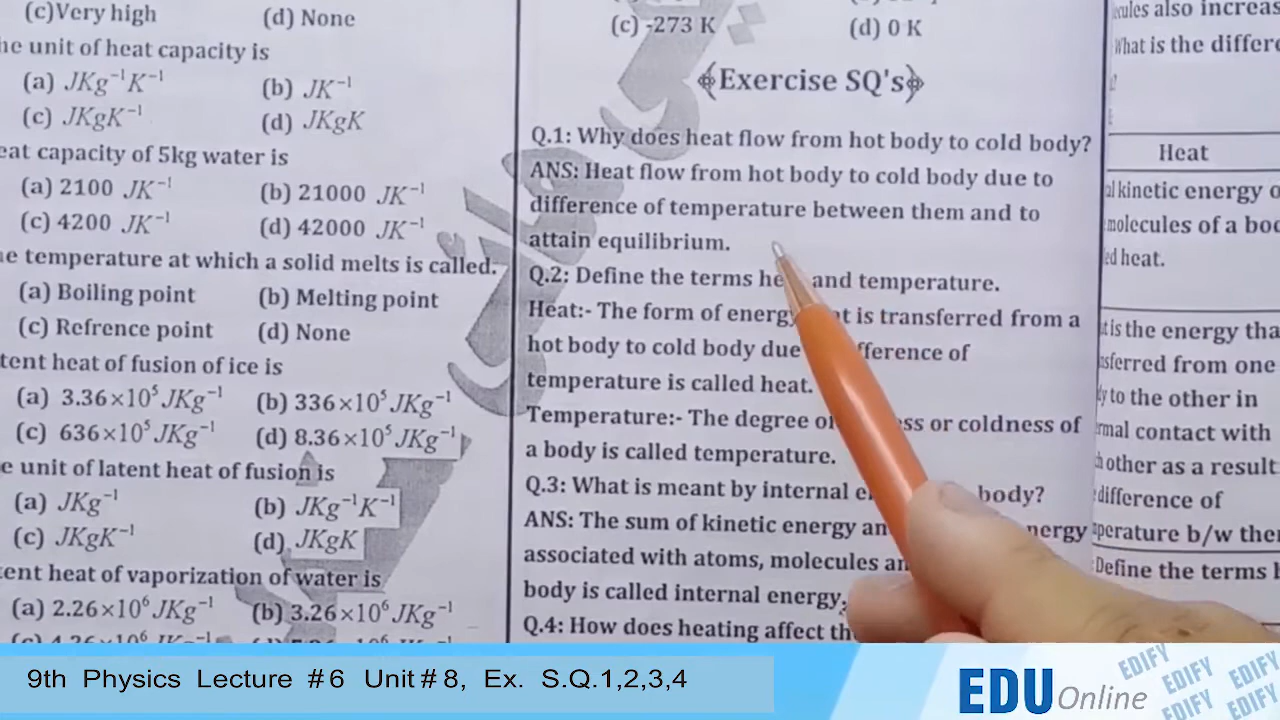 (c)Very high (d) None
he unit of heat capacity is
(a) JKg⁻¹K⁻¹ (b) JK⁻¹
(c) JKgK⁻¹ (d) JKgK
eat capacity of 5kg water is
(a) 2100 JK⁻¹ (b) 21000 JK⁻¹
(c) 4200 JK⁻¹ (d) 42000 JK⁻¹
e temperature at which a solid melts is called.
(a) Boiling point (b) Melting point
(c) Refrence point (d) None
tent heat of fusion of ice is
(a) 3.36×10⁵ JKg⁻¹ (b) 336×10⁵ JKg⁻¹
(c) 636×10⁵ JKg⁻¹ (d) 8.36×10⁵ JKg⁻¹
e unit of latent heat of fusion is
(a) JKg⁻¹ (b) JKg⁻¹K⁻¹
(c) JKgK⁻¹ (d) JKgK
tent heat of vaporization of water is
(a) 2.26×10⁶ JKg⁻¹ (b) 3.26×10⁶ JKg⁻¹
(c) -273 K (d) 0 K
Exercise SQ's
Q.1: Why does heat flow from hot body to cold body?
ANS: Heat flow from hot body to cold body due to
difference of temperature between them and to
attain equilibrium.
Q.2: Define the terms he and temperature.
Heat:- The form of energy t is transferred from a
hot body to cold body due fference of
temperature is called heat.
Temperature:- The degree o ss or coldness of
a body is called temperature.
Q.3: What is meant by internal e body?
ANS: The sum of kinetic energy an nergy
associated with atoms, molecules an
body is called internal energy.
Q.4: How does heating affect th
cules also increas
What is the differe
Heat
al kinetic energy o
molecules of a boo
ed heat.
t is the energy tha
nsferred from one
y to the other in
rmal contact with
h other as a result
difference of
perature b/w the
Define the terms h
9th Physics Lecture #6 Unit#8, Ex. S.Q.1,2,3,4
EDU Online
EDIFY EDIFY EDIFY EDIFY EDIFY EDIFY